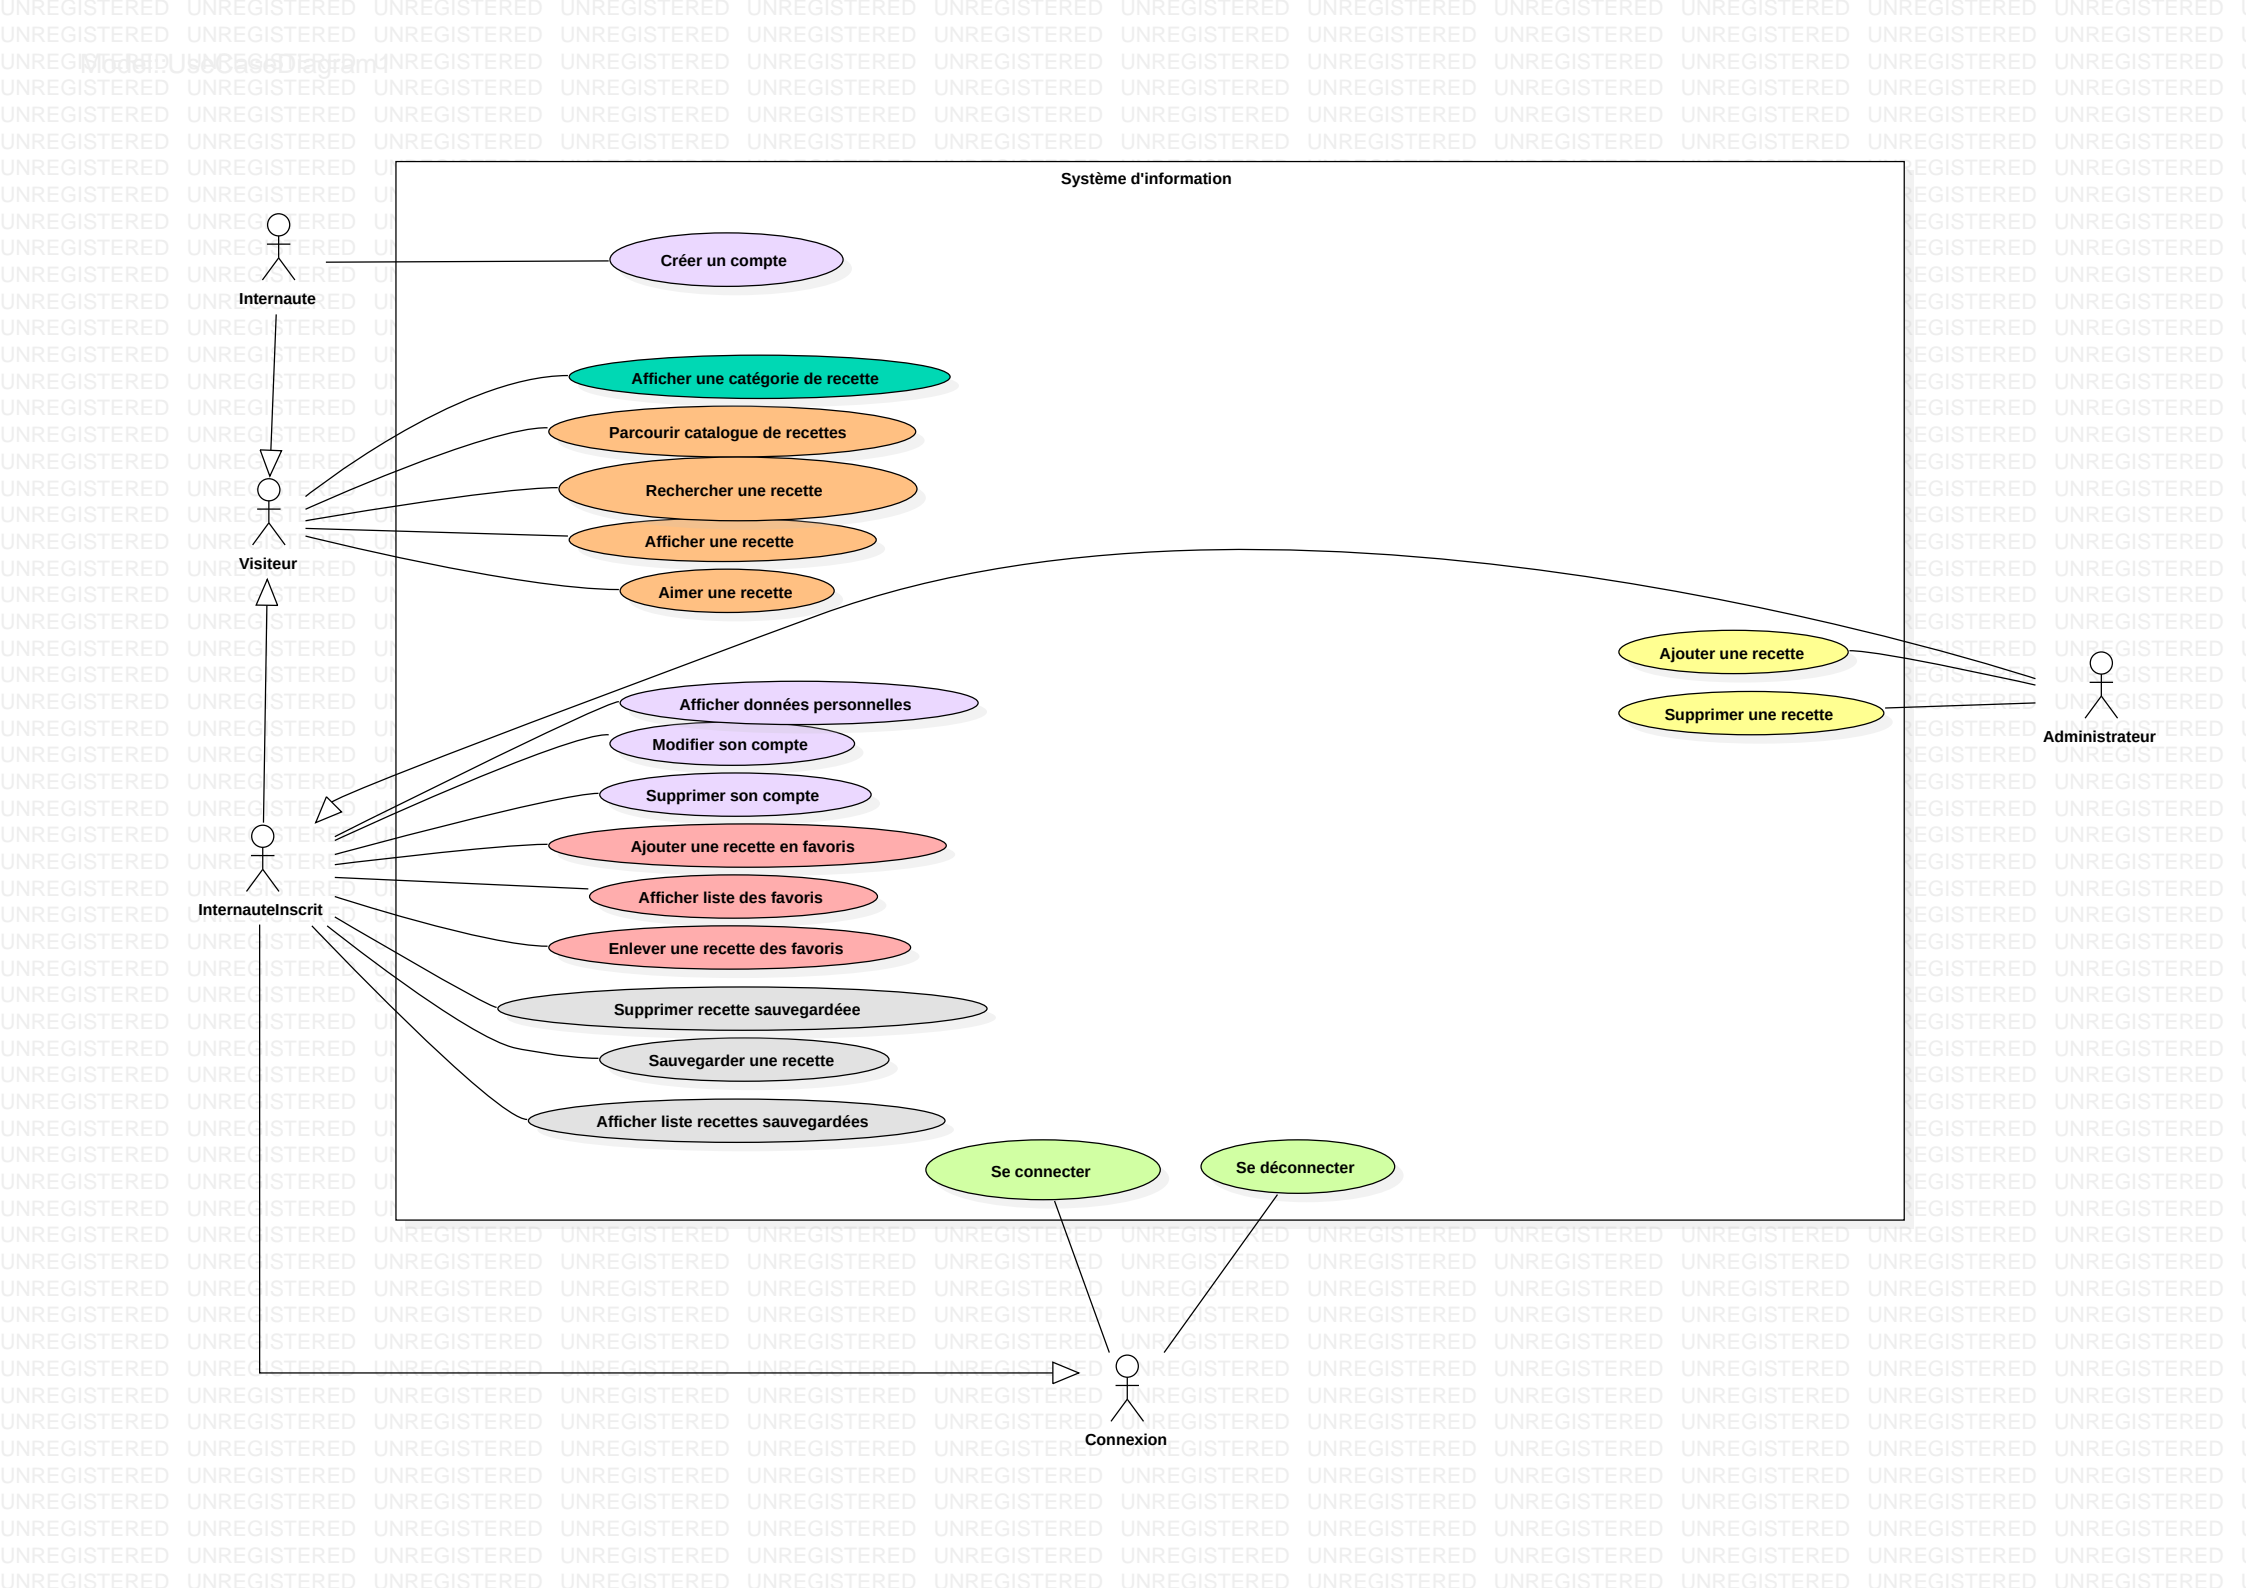 Model::UseCaseDiagram1
Système d'information
Internaute
Créer un compte
Afficher une catégorie de recette
Parcourir catalogue de recettes
Rechercher une recette
Afficher une recette
Visiteur
Aimer une recette
Ajouter une recette
Afficher données personnelles
Supprimer une recette
Administrateur
Modifier son compte
Supprimer son compte
Ajouter une recette en favoris
Afficher liste des favoris
InternauteInscrit
Enlever une recette des favoris
Supprimer recette sauvegardéee
Sauvegarder une recette
Afficher liste recettes sauvegardées
Se connecter
Se déconnecter
Connexion
UNREGISTERED